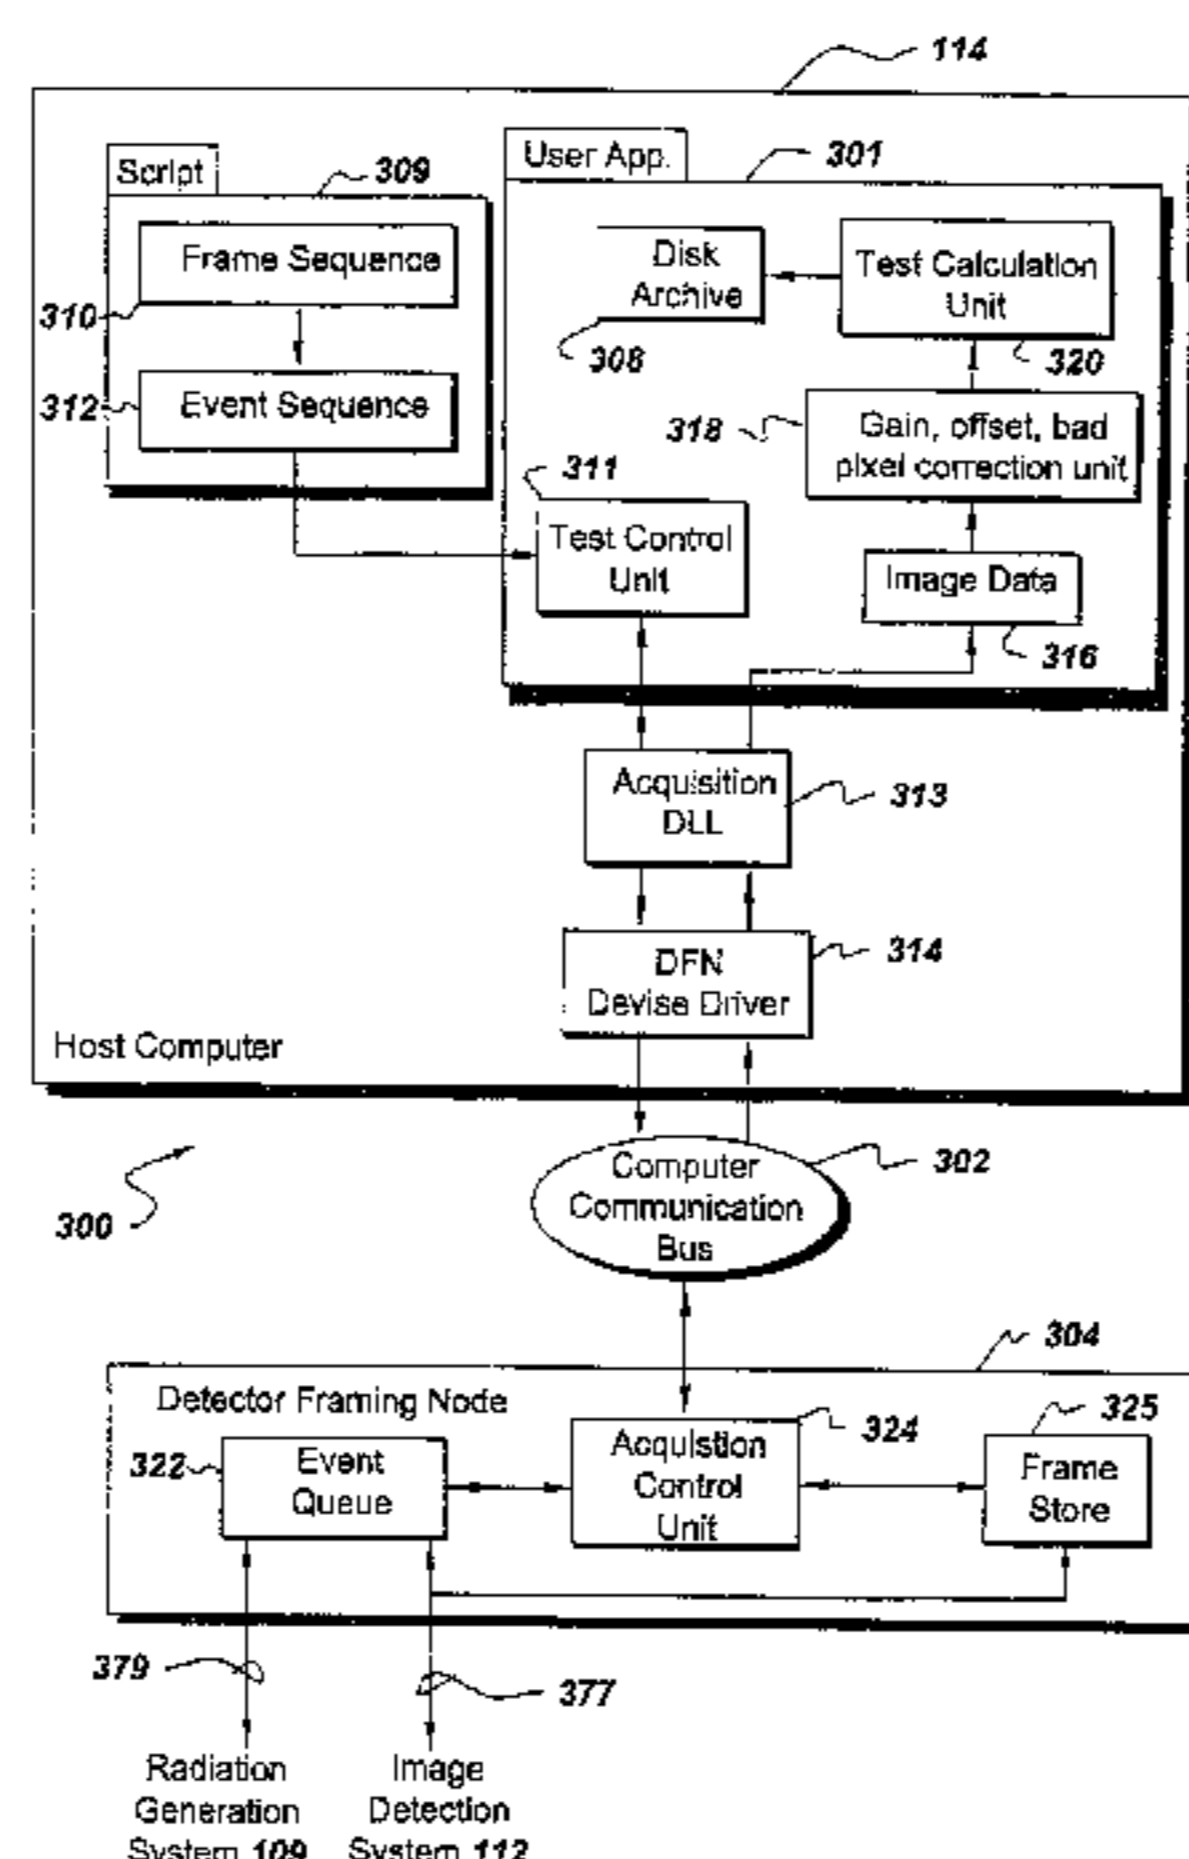 114
Script
309
User App.
301
Frame Sequence
310
Event Sequence
312
Disk
Archive
308
Test Calculation
Unit
320
318
Gain, offset, bad
pixel correction unit
311
Test Control
Unit
Image Data
316
Acquisition
DLL
313
DFN
Devise Driver
314
Host Computer
300
Computer
Communication
Bus
302
304
Detector Framing Node
322
Event
Queue
Acquistion
Control
Unit
324
325
Frame
Store
379
377
Radiation
Generation
System 109
Image
Detection
System 112